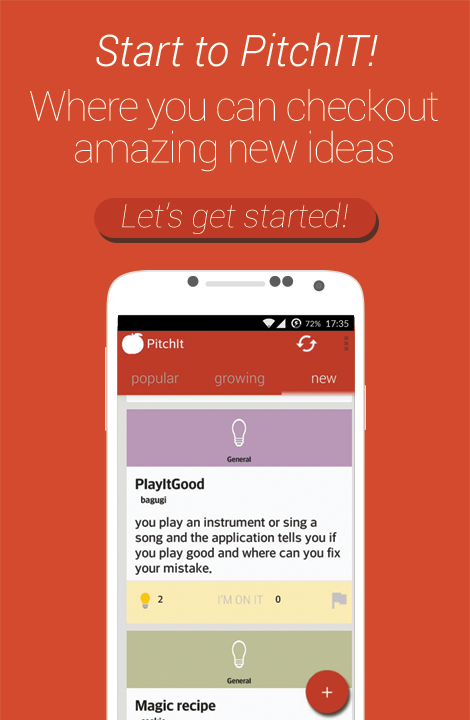 Start to PitchIT!
Where you can checkout
amazing new ideas
Let's get started!
72% 17:35
PitchIt
popular growing new
General
PlayItGood
bagugi
you play an instrument or sing a
song and the application tells you if
you play good and where can you fix
your mistake.
2 I'M ON IT 0
General
+
Magic recipe